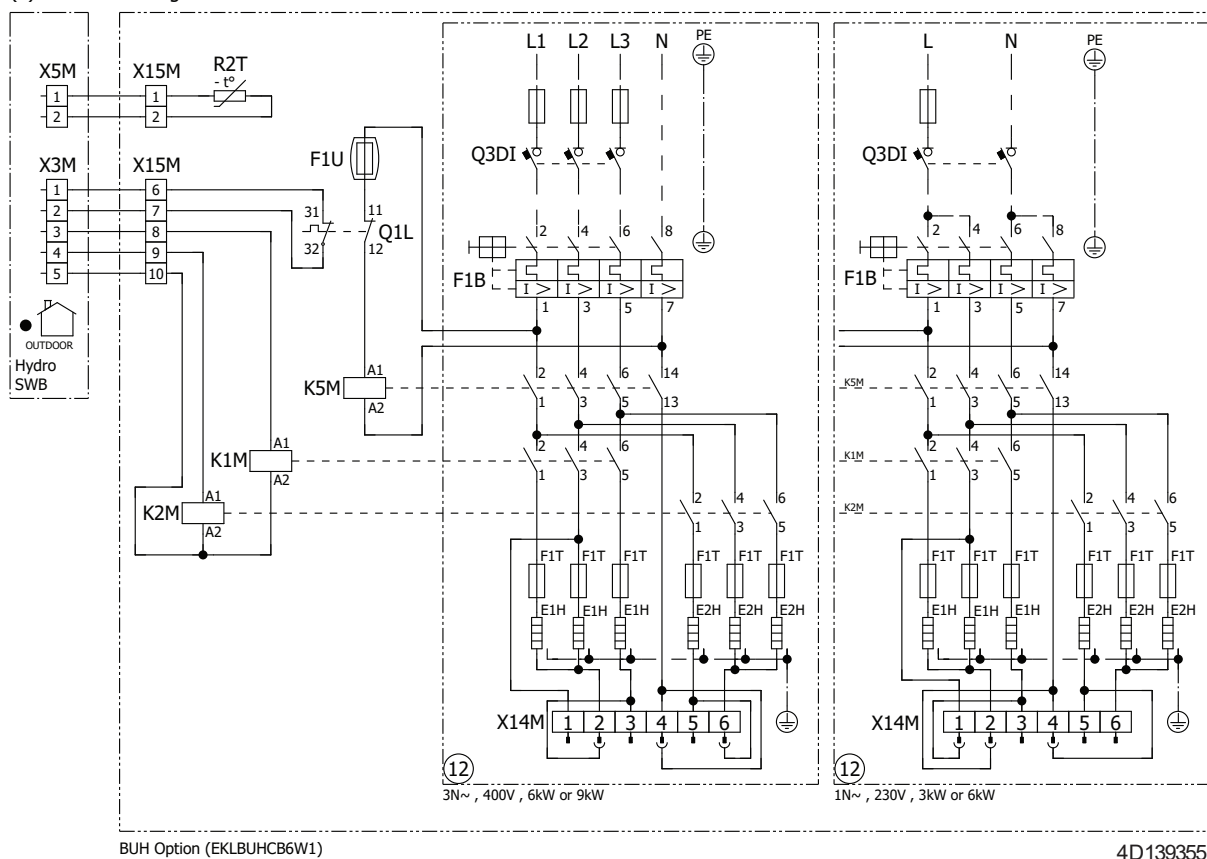 L1 L2 L3 N PE
L N PE
X5M X15M R2T
- t°
1 1
2 2
F1U
Q3DI
Q3DI
X3M X15M
1 6
2 7
3 8
4 9
5 10
31 11
32 12
Q1L
2 4 6 8
2 4 6 8
F1B
F1B
I > I > I > I >
I > I > I > I >
1 3 5 7
1 3 5 7
OUTDOOR
Hydro
SWB
K5M A1
A2
2 4 6 14
1 3 5 13
K5M
2 4 6 14
1 3 5 13
K1M A1
A2
2 4 6
1 3 5
K1M
2 4 6
1 3 5
K2M A1
A2
2 4 6
1 3 5
K2M
2 4 6
1 3 5
F1T F1T F1T F1T F1T F1T
F1T F1T F1T F1T F1T F1T
E1H E1H E1H E2H E2H E2H
E1H E1H E1H E2H E2H E2H
X14M 1 2 3 4 5 6
X14M 1 2 3 4 5 6
12
12
3N~ , 400V , 6kW or 9kW
1N~ , 230V , 3kW or 6kW
BUH Option (EKLBUHCB6W1)
4D139355